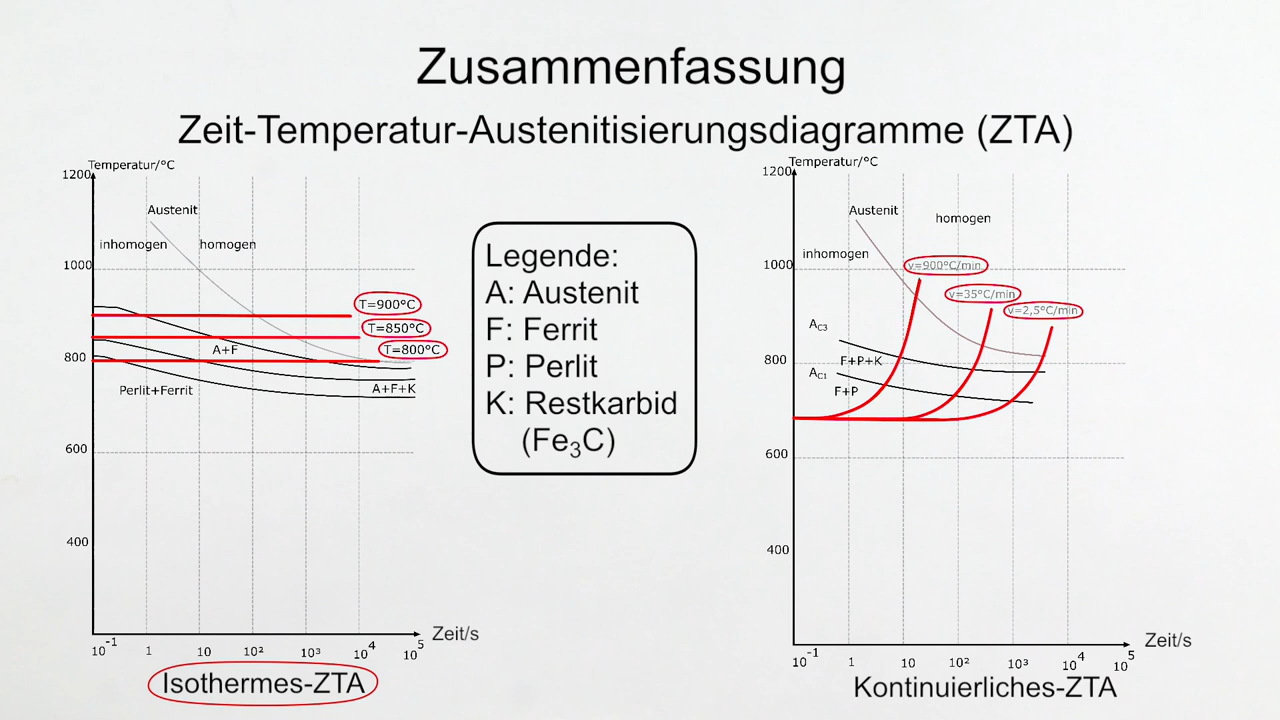 Zusammenfassung
Zeit-Temperatur-Austenitisierungsdiagramme (ZTA)
Temperatur/°C
1200
1000
800
600
400
Austenit
inhomogen homogen
T=900°C
T=850°C
T=800°C
A+F
A+F+K
Perlit+Ferrit
10⁻¹ 1 10 10² 10³ 10⁴ 10⁵
Zeit/s
Isothermes-ZTA
Legende:
A: Austenit
F: Ferrit
P: Perlit
K: Restkarbid
(Fe₃C)
Temperatur/°C
1200
1000
800
600
400
Austenit
homogen
inhomogen
v=900°C/min
v=35°C/min
v=2,5°C/min
A_C3
F+P+K
A_C1
F+P
10⁻¹ 1 10 10² 10³ 10⁴ 10⁵
Zeit/s
Kontinuierliches-ZTA